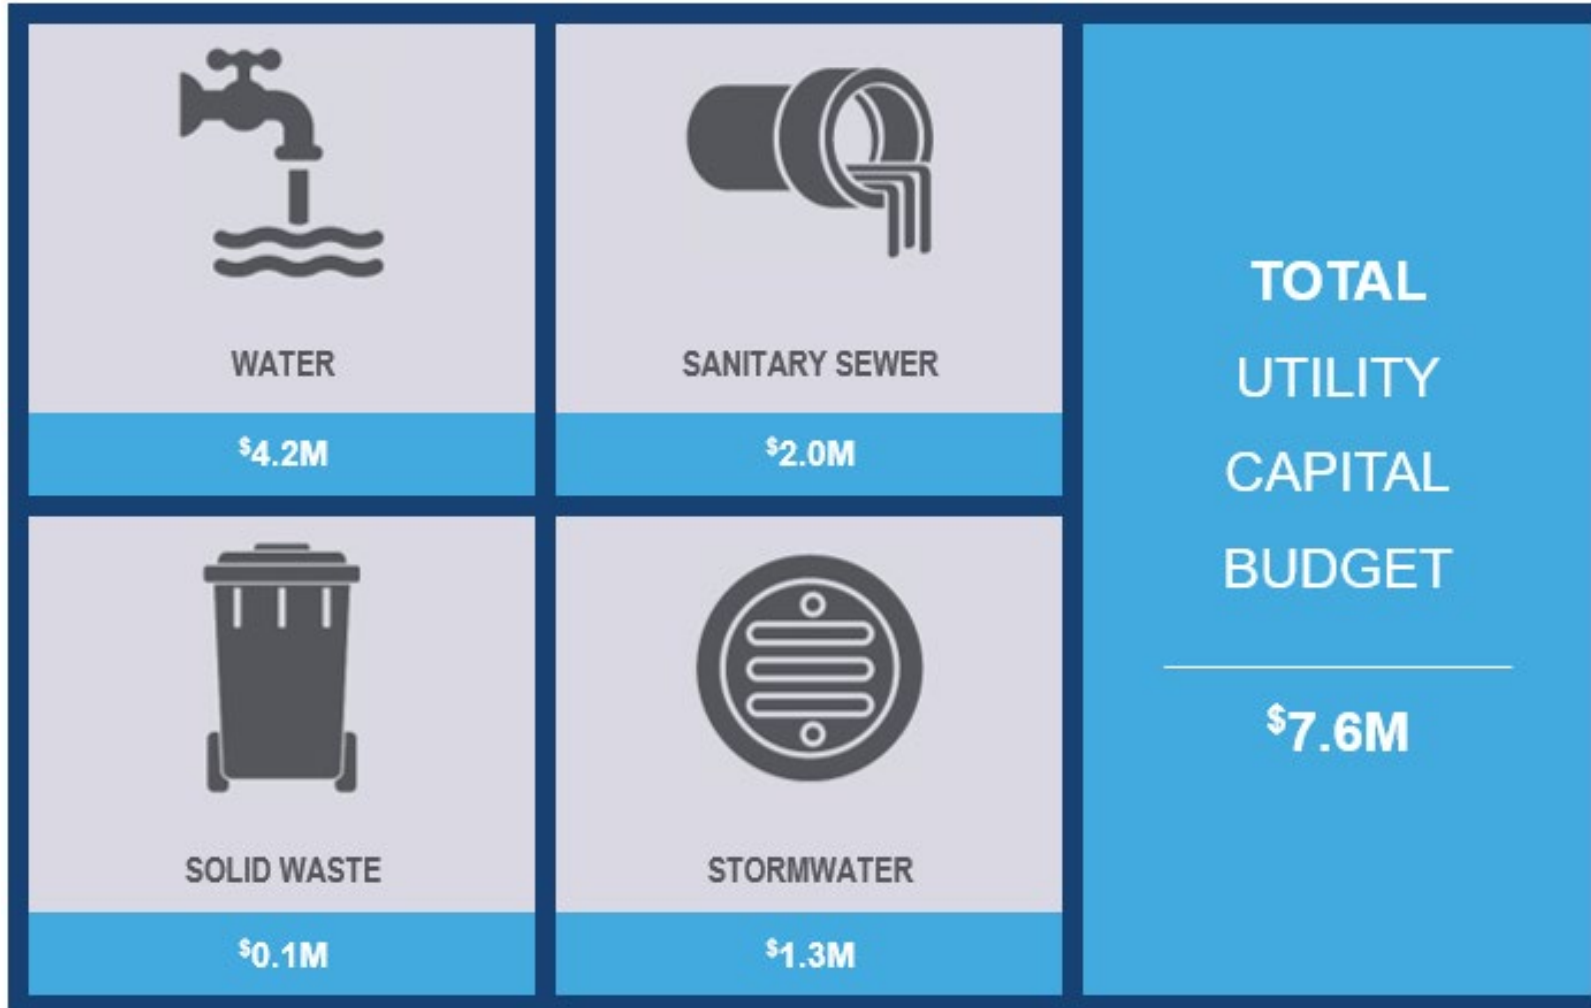 WATER
$4.2M
SANITARY SEWER
$2.0M
SOLID WASTE
$0.1M
STORMWATER
$1.3M
TOTAL
UTILITY
CAPITAL
BUDGET
$7.6M